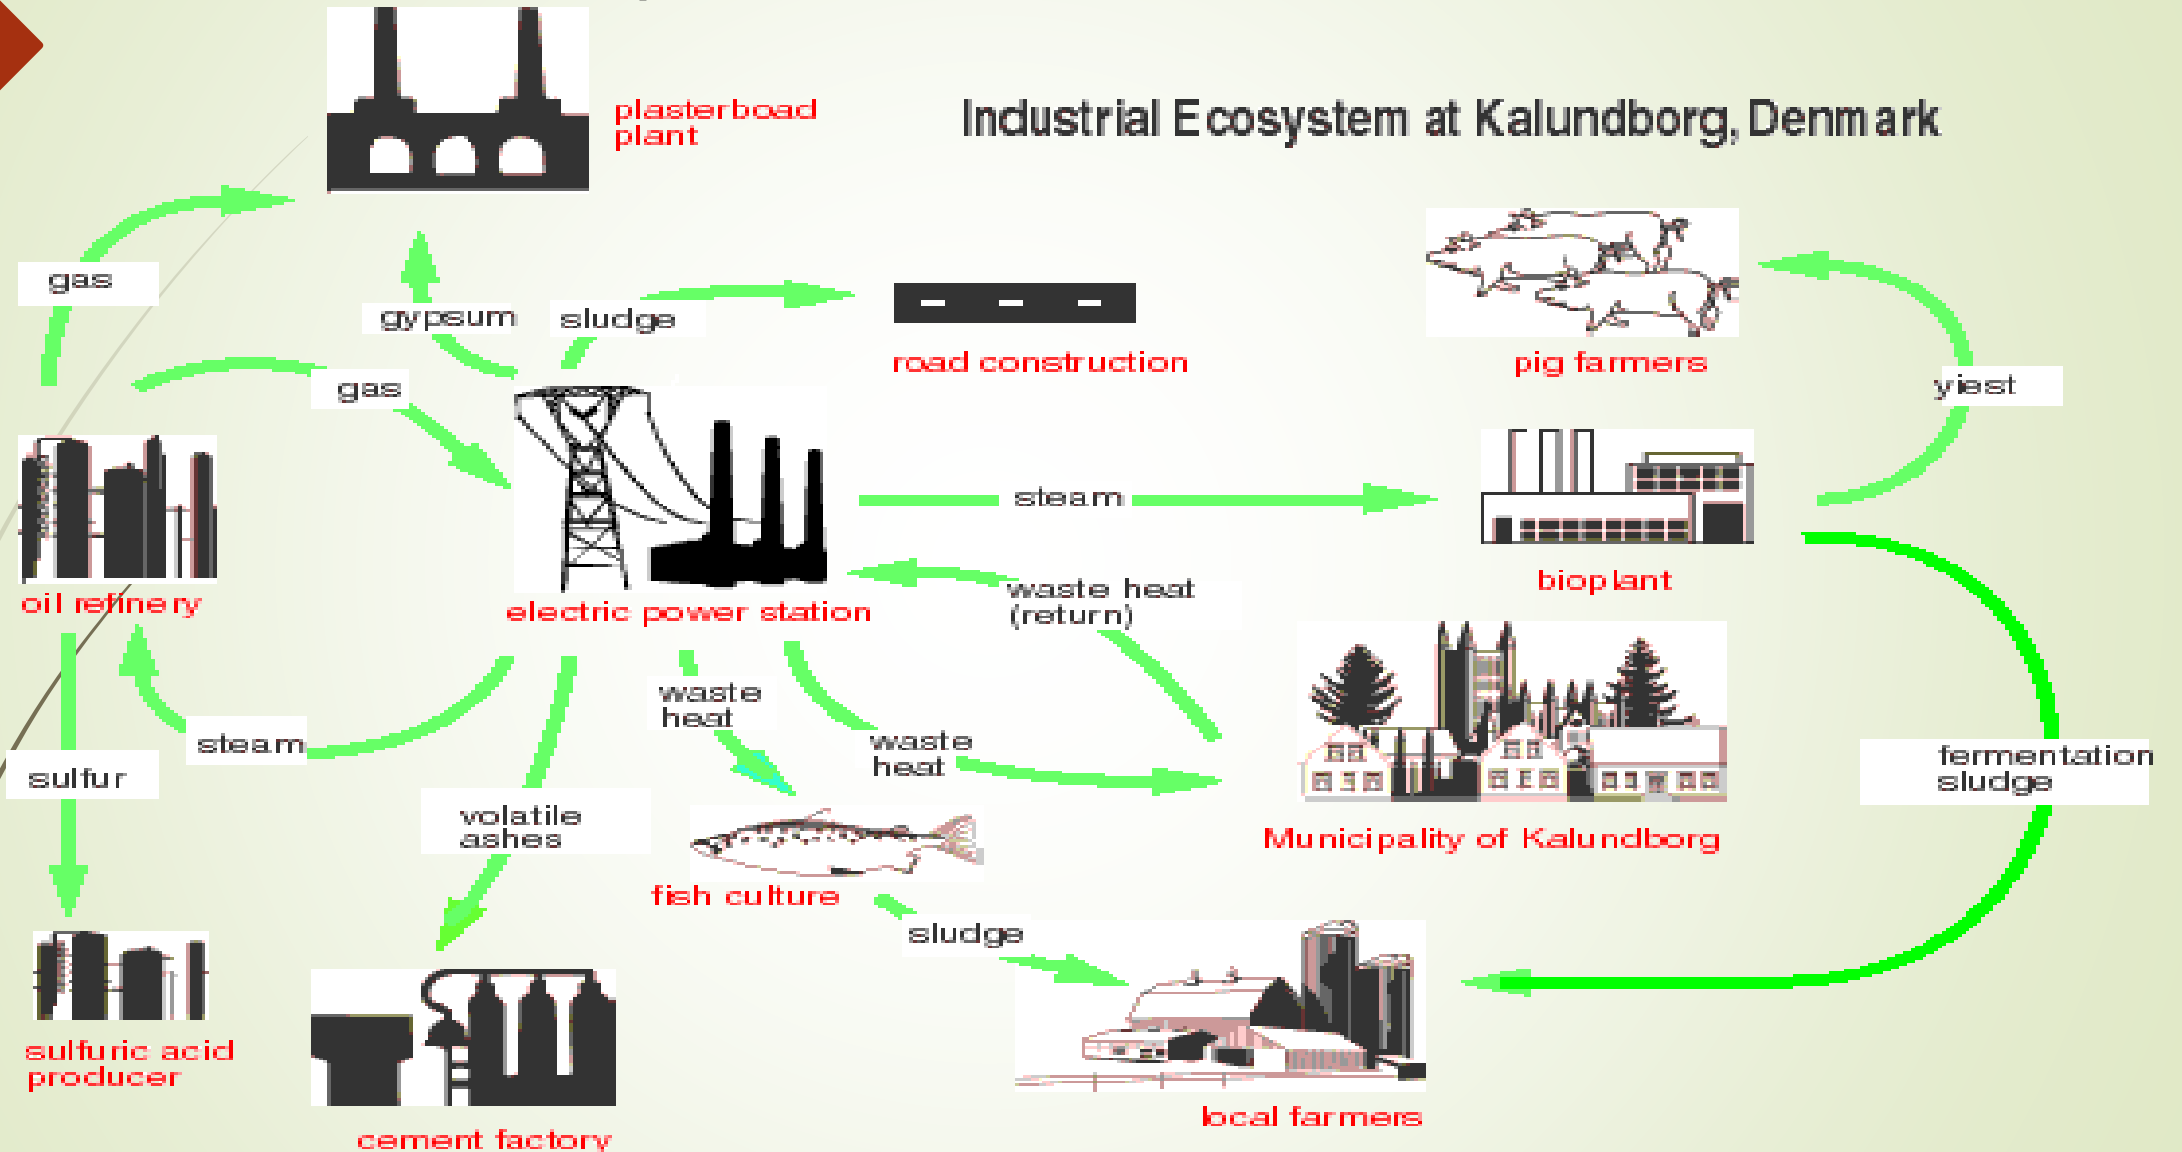 plasterboad
plant
Industrial Ecosystem at Kalundborg, Denmark
gas
gypsum
sludge
road construction
pig farmers
gas
yiest
steam
oil refinery
electric power station
waste heat
(return)
bioplant
waste
heat
steam
waste
heat
sulfur
volatile
ashes
fermentation
sludge
Municipality of Kalundborg
fish culture
sludge
sulfuric acid
producer
local farmers
cement factory